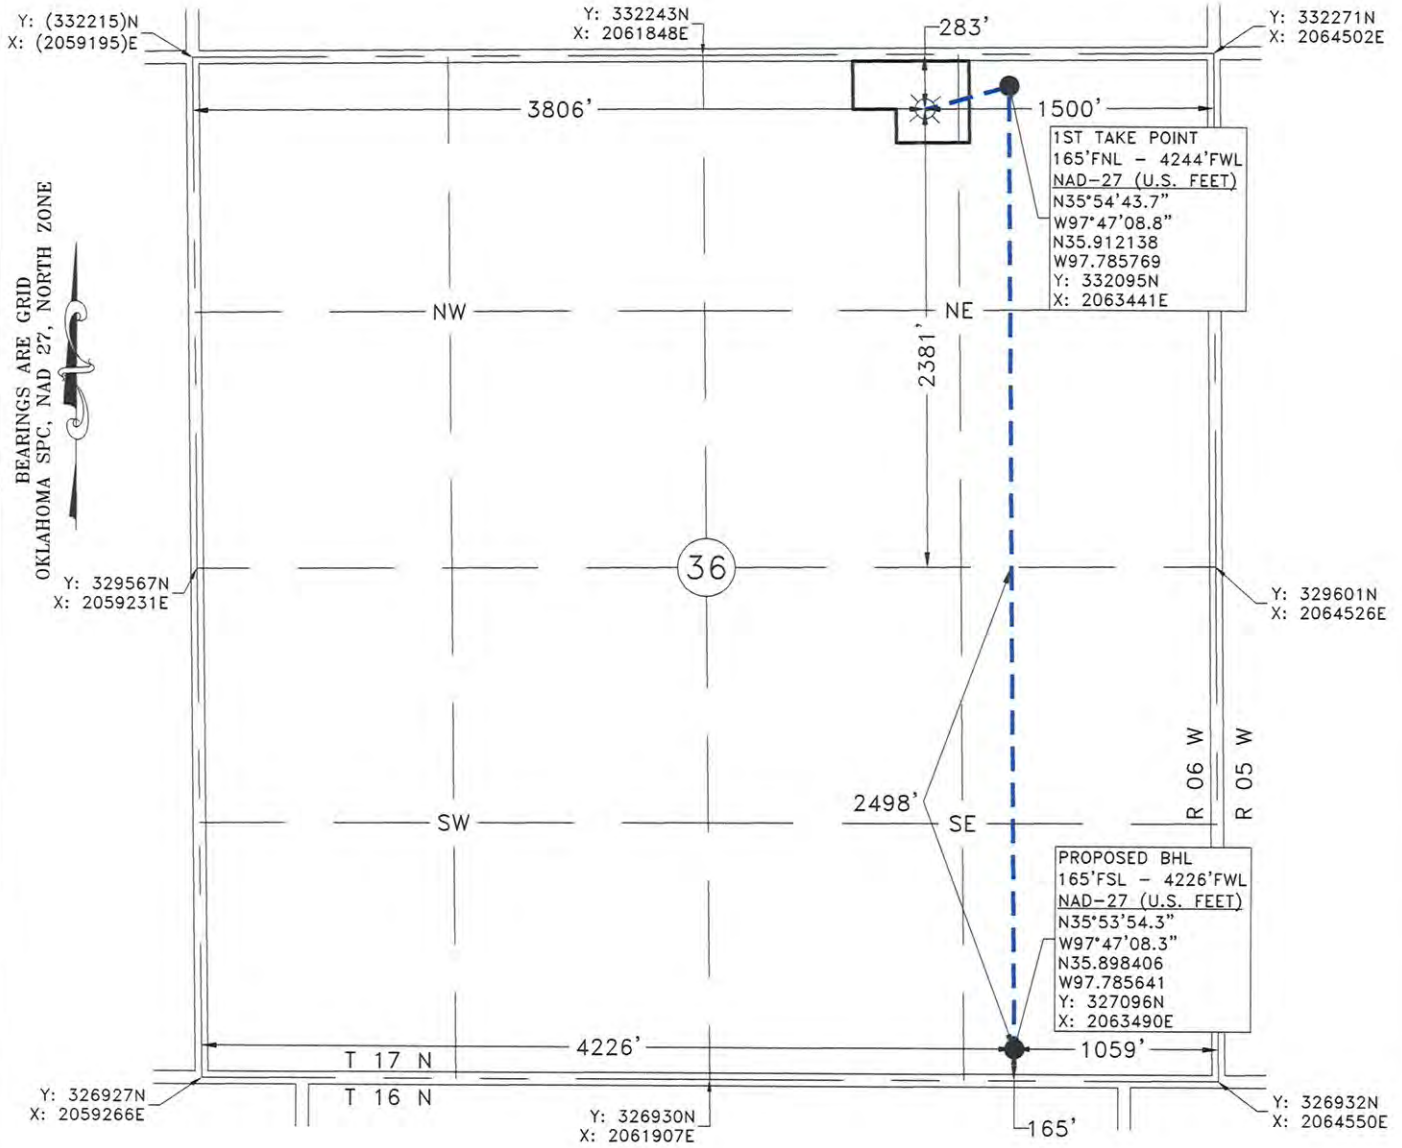 Y: (332215)N
X: (2059195)E
Y: 332243N
X: 2061848E
283'
Y: 332271N
X: 2064502E
3806'
1500'
1ST TAKE POINT
165'FNL - 4244'FWL
NAD-27 (U.S. FEET)
N35°54'43.7"
W97°47'08.8"
N35.912138
W97.785769
Y: 332095N
X: 2063441E
BEARINGS ARE GRID
OKLAHOMA SPC, NAD 27, NORTH ZONE
NW
NE
2381'
36
Y: 329567N
X: 2059231E
Y: 329601N
X: 2064526E
R 06 W
R 05 W
2498'
SW
SE
PROPOSED BHL
165'FSL - 4226'FWL
NAD-27 (U.S. FEET)
N35°53'54.3"
W97°47'08.3"
N35.898406
W97.785641
Y: 327096N
X: 2063490E
4226'
1059'
T 17 N
T 16 N
Y: 326927N
X: 2059266E
Y: 326930N
X: 2061907E
165'
Y: 326932N
X: 2064550E